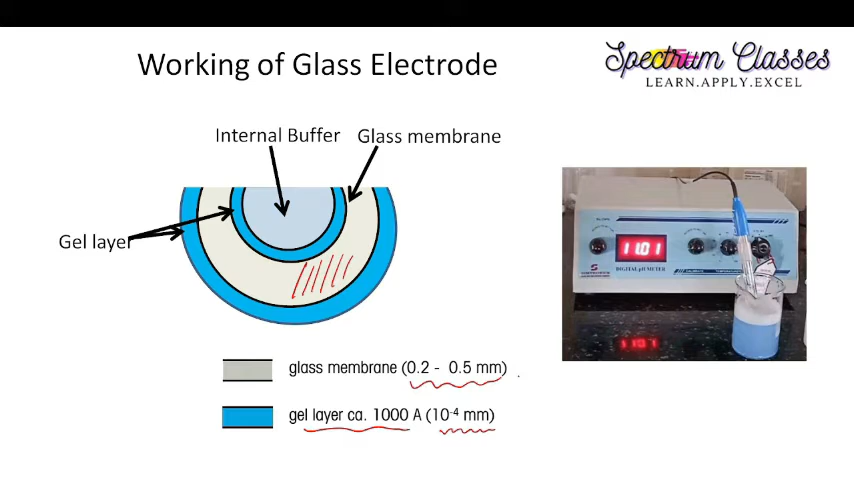 Working of Glass Electrode
Spectrum Classes
LEARN.APPLY.EXCEL
Internal Buffer
Glass membrane
Gel layer
11.01
DIGITAL pH METER
glass membrane (0.2 - 0.5 mm)
gel layer ca. 1000 A (10-4 mm)